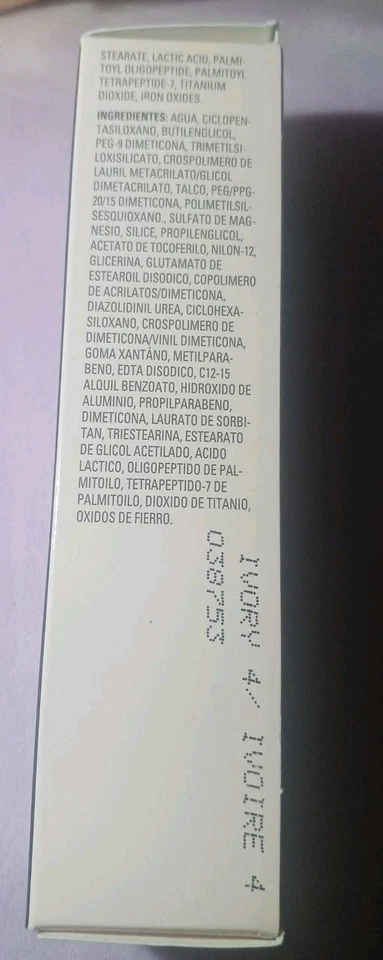 STEARATE, LACTIC ACID, PALMI-
TOYL OLIGOPEPTIDE, PALMITOYL
TETRAPEPTIDE-7, TITANIUM
DIOXIDE, IRON OXIDES.
INGREDIENTES: AGUA, CICLOPEN-
TASILOXANO, BUTILENGLICOL,
PEG-9 DIMETICONA, TRIMETILSI-
LOXISILICATO, CROSPOLIMERO DE
LAURIL METACRILATO/GLICOL
DIMETACRILATO, TALCO, PEG/PPG-
20/15 DIMETICONA, POLIMETILSIL-
SESQUIOXANO., SULFATO DE MAG-
NESIO, SILICE, PROPILENGLICOL,
ACETATO DE TOCOFERILO, NILON-12,
GLICERINA, GLUTAMATO DE
ESTEAROIL DISODICO, COPOLIMERO
DE ACRILATOS/DIMETICONA,
DIAZOLIDINIL UREA, CICLOHEXA-
SILOXANO, CROSPOLIMERO DE
DIMETICONA/VINIL DIMETICONA,
GOMA XANTÁNO, METILPARA-
BENO, EDTA DISODICO, C12-15
ALQUIL BENZOATO, HIDROXIDO DE
ALUMINIO, PROPILPARABENO,
DIMETICONA, LAURATO DE SORBI-
TAN, TRIESTEARINA, ESTEARATO
DE GLICOL ACETILADO, ACIDO
LACTICO, OLIGOPEPTIDO DE PAL-
MITOILO, TETRAPEPTIDO-7 DE
PALMITOILO, DIOXIDO DE TITANIO,
OXIDOS DE FIERRO.
IVORY 4/ IVOIRE 4
038753